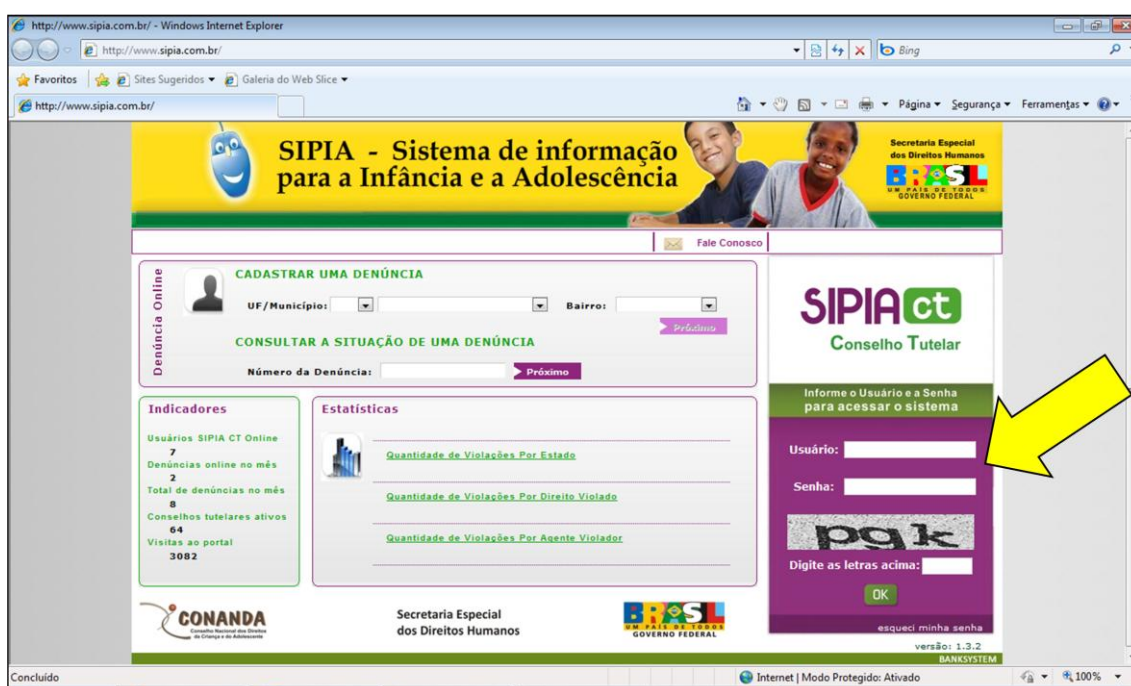 http://www.sipia.com.br/ - Windows Internet Explorer
http://www.sipia.com.br/
Bing
Favoritos
Sites Sugeridos
Galeria do Web Slice
http://www.sipia.com.br/
Página
Segurança
Ferramentas
SIPIA - Sistema de informação
para a Infância e a Adolescência
Secretaria Especial
dos Direitos Humanos
BRASIL
UM PAÍS DE TODOS
GOVERNO FEDERAL
Fale Conosco
Denúncia Online
CADASTRAR UMA DENÚNCIA
UF/Município:
Bairro:
Próximo
CONSULTAR A SITUAÇÃO DE UMA DENÚNCIA
Número da Denúncia:
Próximo
SIPIA ct
Conselho Tutelar
Informe o Usuário e a Senha
para acessar o sistema
Usuário:
Senha:
pgk
Digite as letras acima:
OK
esqueci minha senha
versão: 1.3.2
BANKSYSTEM
Indicadores
Usuários SIPIA CT Online
7
Denúncias online no mês
2
Total de denúncias no mês
8
Conselhos tutelares ativos
64
Visitas ao portal
3082
Estatísticas
Quantidade de Violações Por Estado
Quantidade de Violações Por Direito Violado
Quantidade de Violações Por Agente Violador
CONANDA
Conselho Nacional dos Direitos
da Criança e do Adolescente
Secretaria Especial
dos Direitos Humanos
BRASIL
UM PAÍS DE TODOS
GOVERNO FEDERAL
Concluído
Internet | Modo Protegido: Ativado
100%